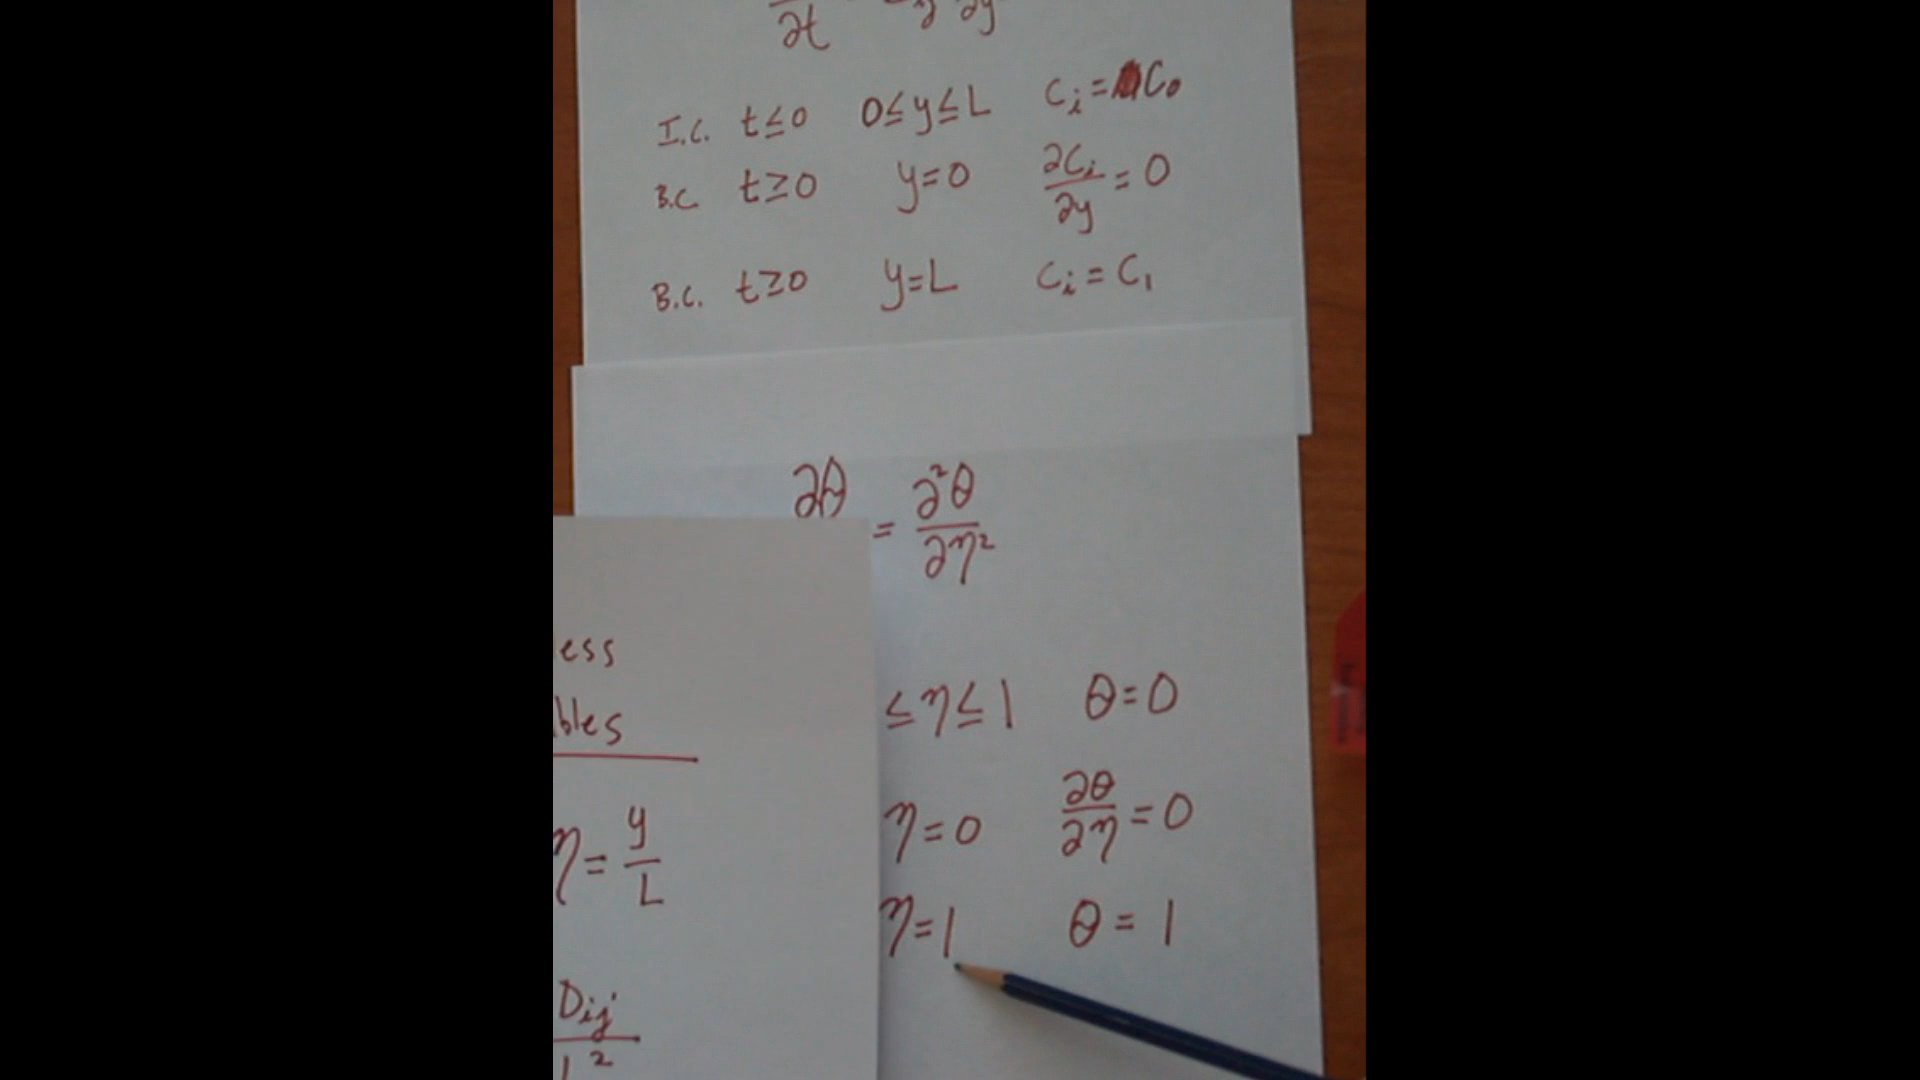 ∂t ∂y
I.C. t≤0 0≤y≤L Ci = C0
B.C t≥0 y=0 ∂Ci/∂y = 0
B.C. t≥0 y=L Ci = C1
∂θ = ∂²θ/∂η²
ess
≤η≤1 θ=0
bles
η = y/L
η=0 ∂θ/∂η = 0
η=1 θ = 1
Dij
2